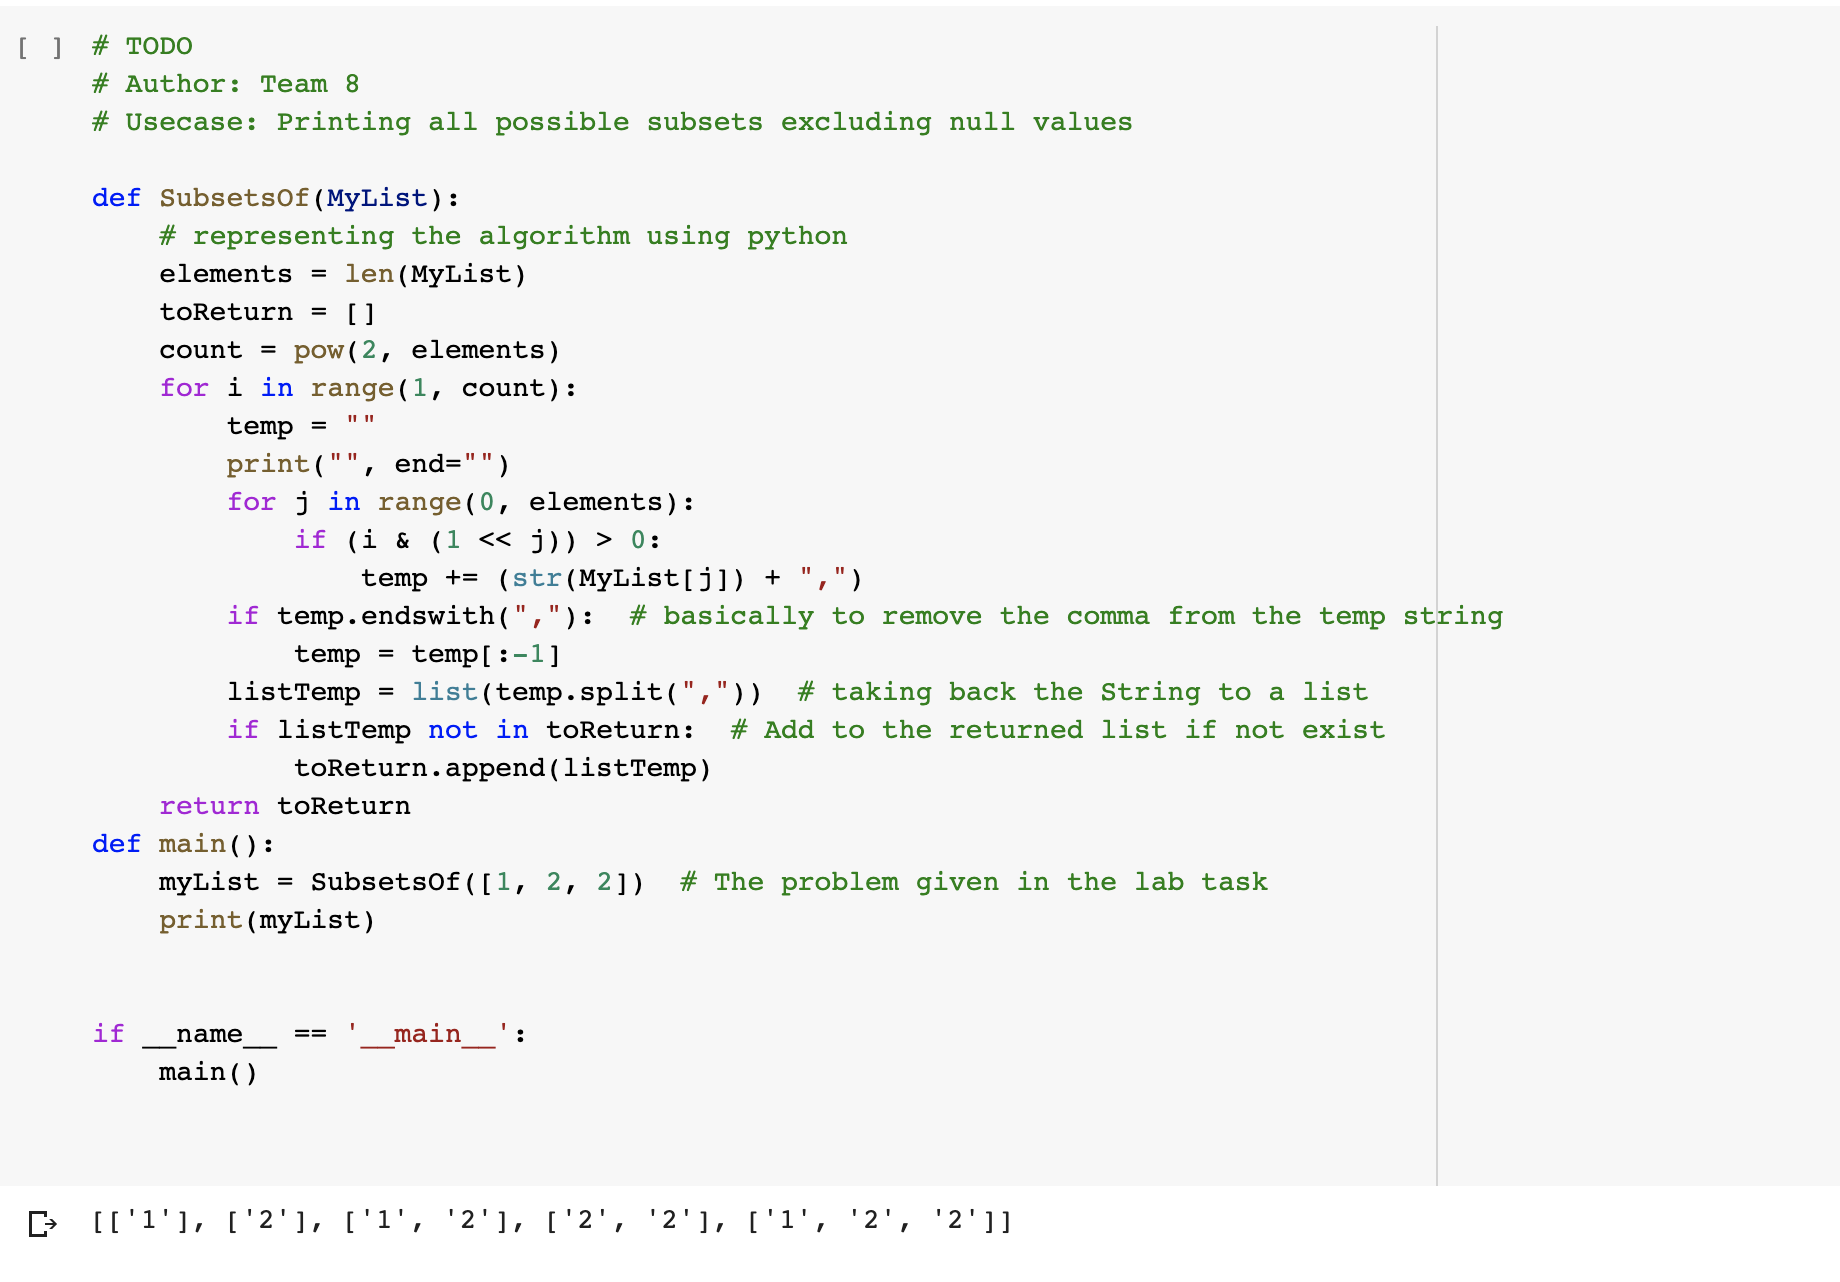 [ ] # TODO
# Author: Team 8
# Usecase: Printing all possible subsets excluding null values
def SubsetsOf(MyList):
    # representing the algorithm using python
    elements = len(MyList)
    toReturn = []
    count = pow(2, elements)
    for i in range(1, count):
        temp = ""
        print("", end="")
        for j in range(0, elements):
            if (i & (1 << j)) > 0:
                temp += (str(MyList[j]) + ",")
        if temp.endswith(","):  # basically to remove the comma from the temp string
            temp = temp[:-1]
        listTemp = list(temp.split(","))  # taking back the String to a list
        if listTemp not in toReturn:  # Add to the returned list if not exist
            toReturn.append(listTemp)
    return toReturn
def main():
    myList = SubsetsOf([1, 2, 2])  # The problem given in the lab task
    print(myList)
if __name__ == '__main__':
    main()
[['1'], ['2'], ['1', '2'], ['2', '2'], ['1', '2', '2']]